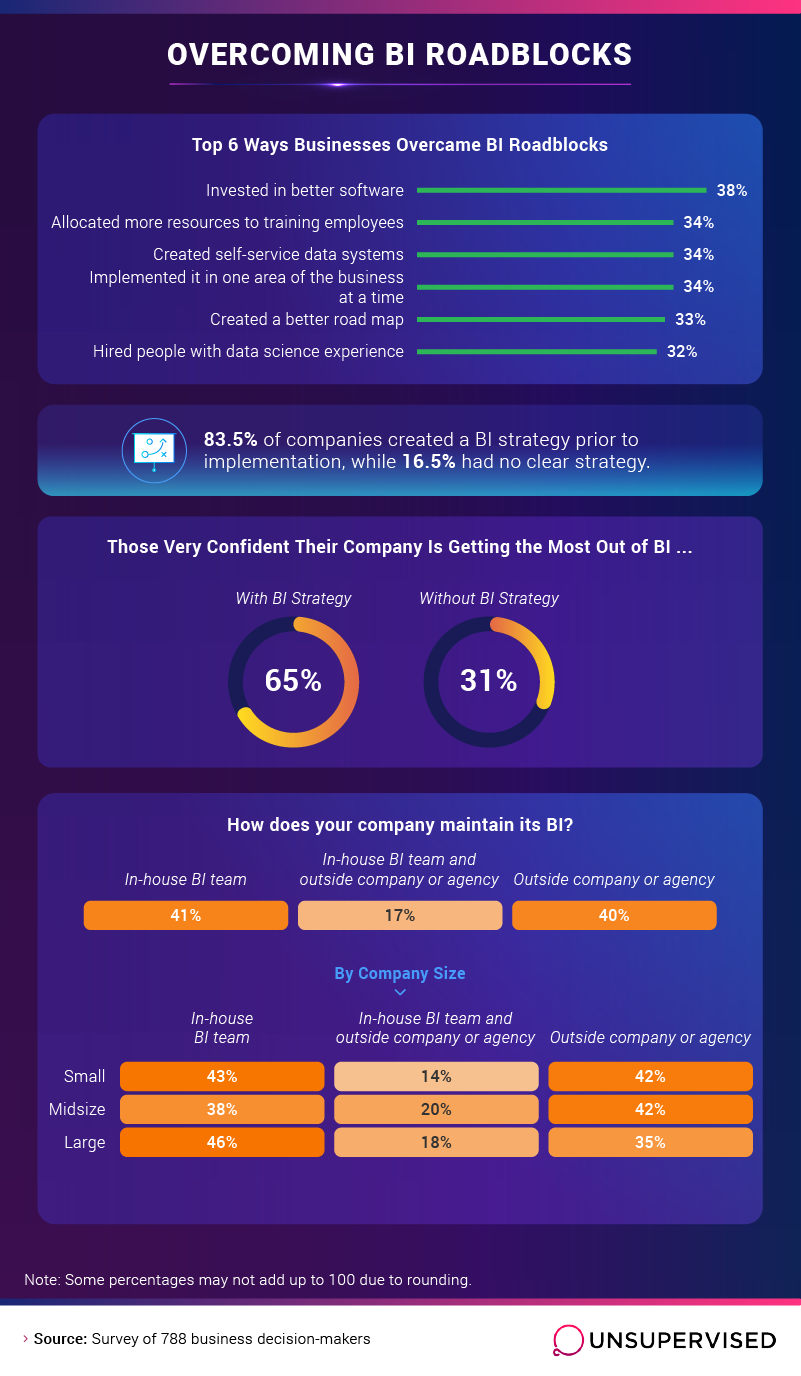 OVERCOMING BI ROADBLOCKS
Top 6 Ways Businesses Overcame BI Roadblocks
Invested in better software 38%
Allocated more resources to training employees 34%
Created self-service data systems 34%
Implemented it in one area of the business
at a time 34%
Created a better road map 33%
Hired people with data science experience 32%
83.5% of companies created a BI strategy prior to
implementation, while 16.5% had no clear strategy.
Those Very Confident Their Company Is Getting the Most Out of BI ...
With BI Strategy Without BI Strategy
65% 31%
How does your company maintain its BI?
In-house BI team
In-house BI team and
outside company or agency
Outside company or agency
41% 17% 40%
By Company Size
In-house
BI team
In-house BI team and
outside company or agency
Outside company or agency
Small 43% 14% 42%
Midsize 38% 20% 42%
Large 46% 18% 35%
Note: Some percentages may not add up to 100 due to rounding.
› Source: Survey of 788 business decision-makers
UNSUPERVISED